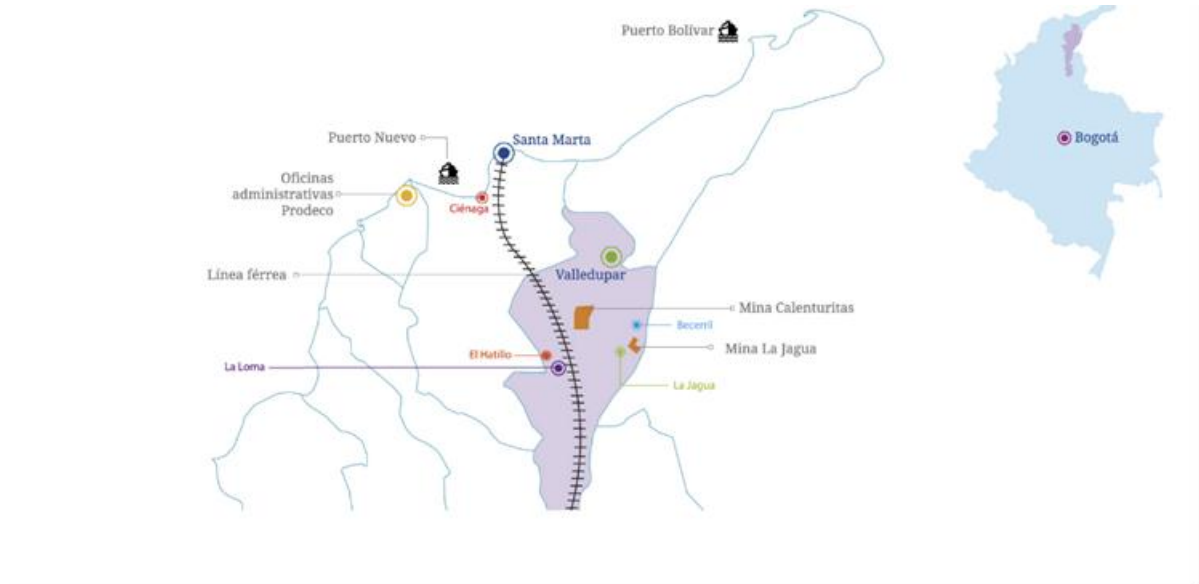 Puerto Bolívar
Bogotá
Puerto Nuevo
Santa Marta
Oficinas
administrativas
Prodeco
Ciénaga
Línea férrea
Valledupar
Mina Calenturitas
Becerril
Mina La Jagua
El Hatillo
La Loma
La Jagua